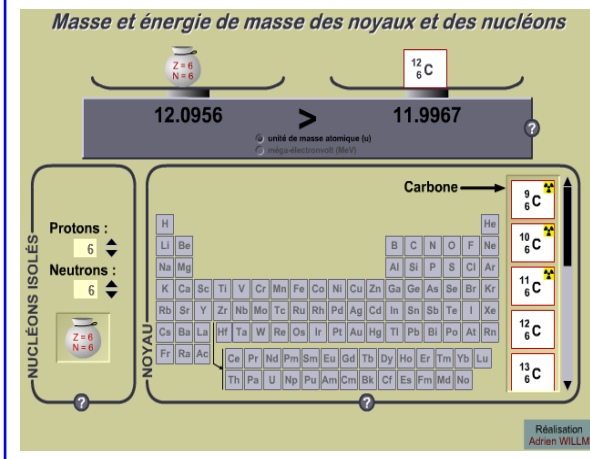 Masse et énergie de masse des noyaux et des nucléons
Z = 6
N = 6
12
6 C
12.0956 > 11.9967
unité de masse atomique (u)
méga-électronvolt (MeV)
?
NUCLÉONS ISOLÉS
Protons :
6
Neutrons :
6
Z = 6
N = 6
?
NOYAU
Carbone
H He
Li Be B C N O F Ne
Na Mg Al Si P S Cl Ar
K Ca Sc Ti V Cr Mn Fe Co Ni Cu Zn Ga Ge As Se Br Kr
Rb Sr Y Zr Nb Mo Tc Ru Rh Pd Ag Cd In Sn Sb Te I Xe
Cs Ba La Hf Ta W Re Os Ir Pt Au Hg Tl Pb Bi Po At Rn
Fr Ra Ac
Ce Pr Nd Pm Sm Eu Gd Tb Dy Ho Er Tm Yb Lu
Th Pa U Np Pu Am Cm Bk Cf Es Fm Md No
9
6 C
10
6 C
11
6 C
12
6 C
13
6 C
?
Réalisation
Adrien WILLM